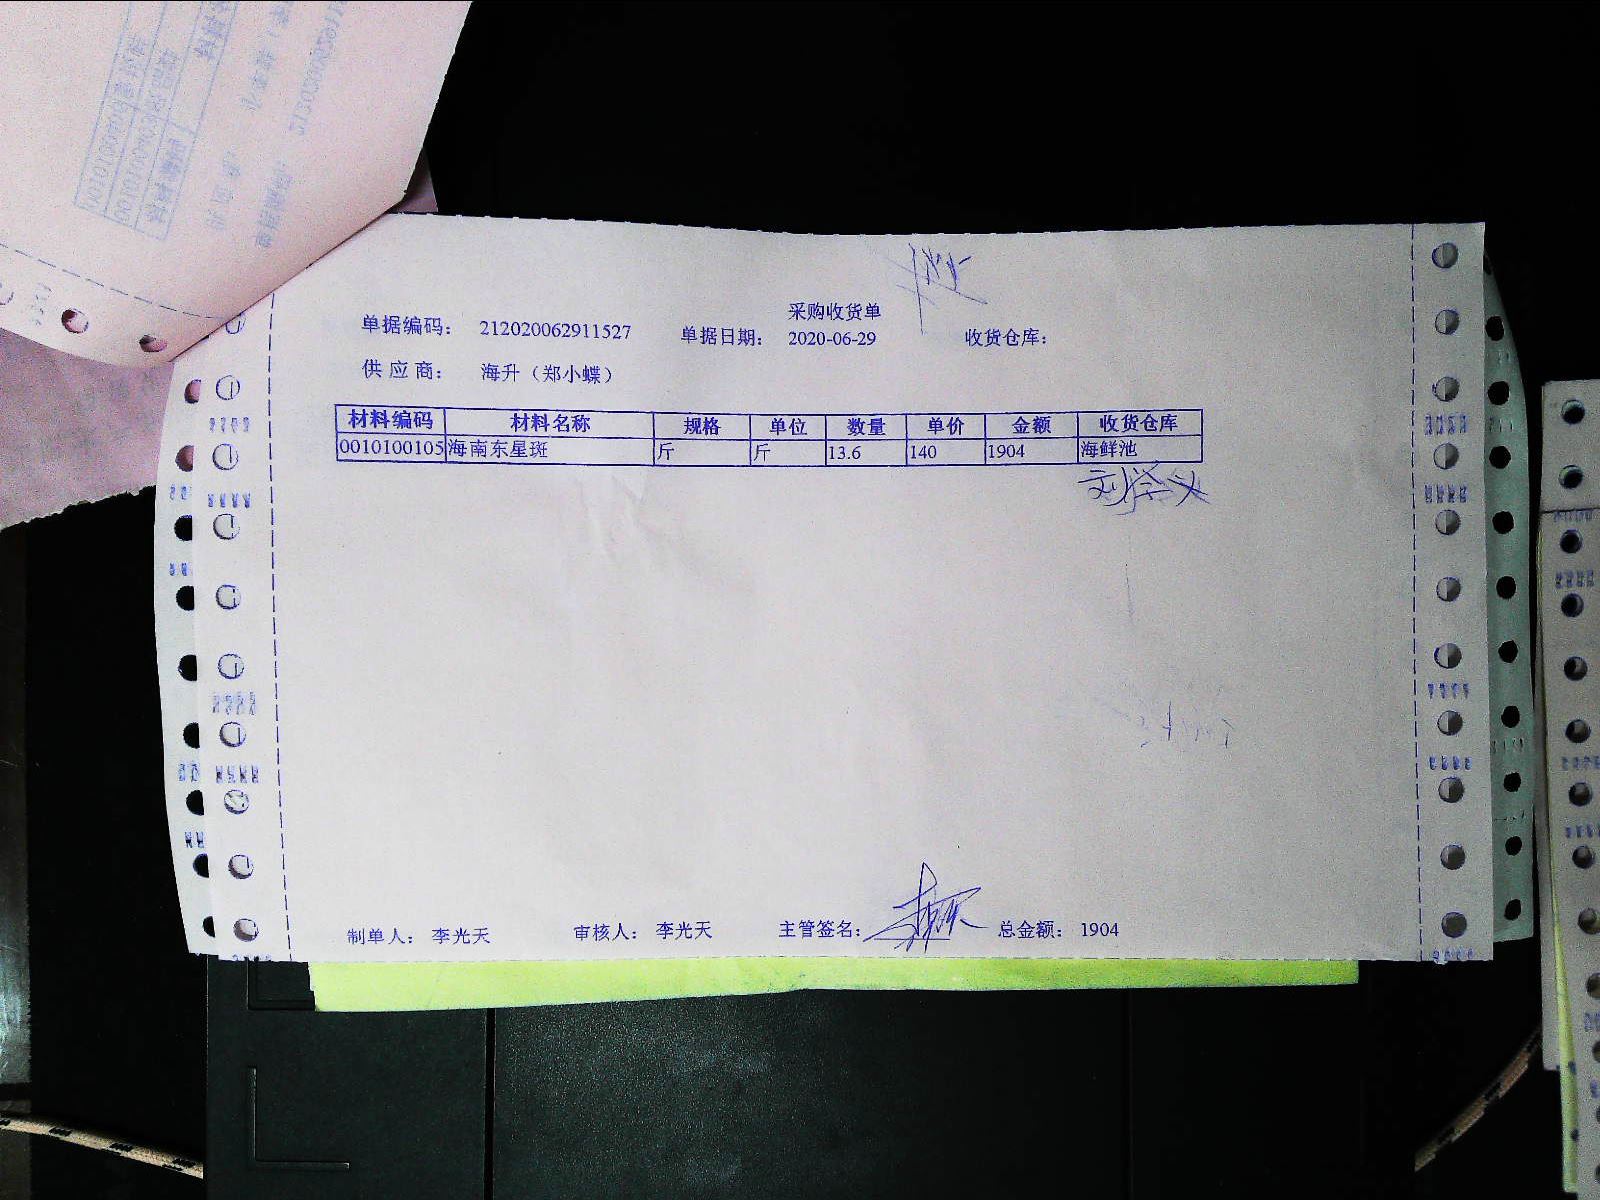 采购收货单
单据编码： 212020062911527 单据日期： 2020-06-29 收货仓库：
供应商： 海升（郑小蝶）
材料编码 材料名称 规格 单位 数量 单价 金额 收货仓库
0010100105 海南东星斑 斤 斤 13.6 140 1904 海鲜池
制单人： 李光天 审核人： 李光天 主管签名： 总金额： 1904